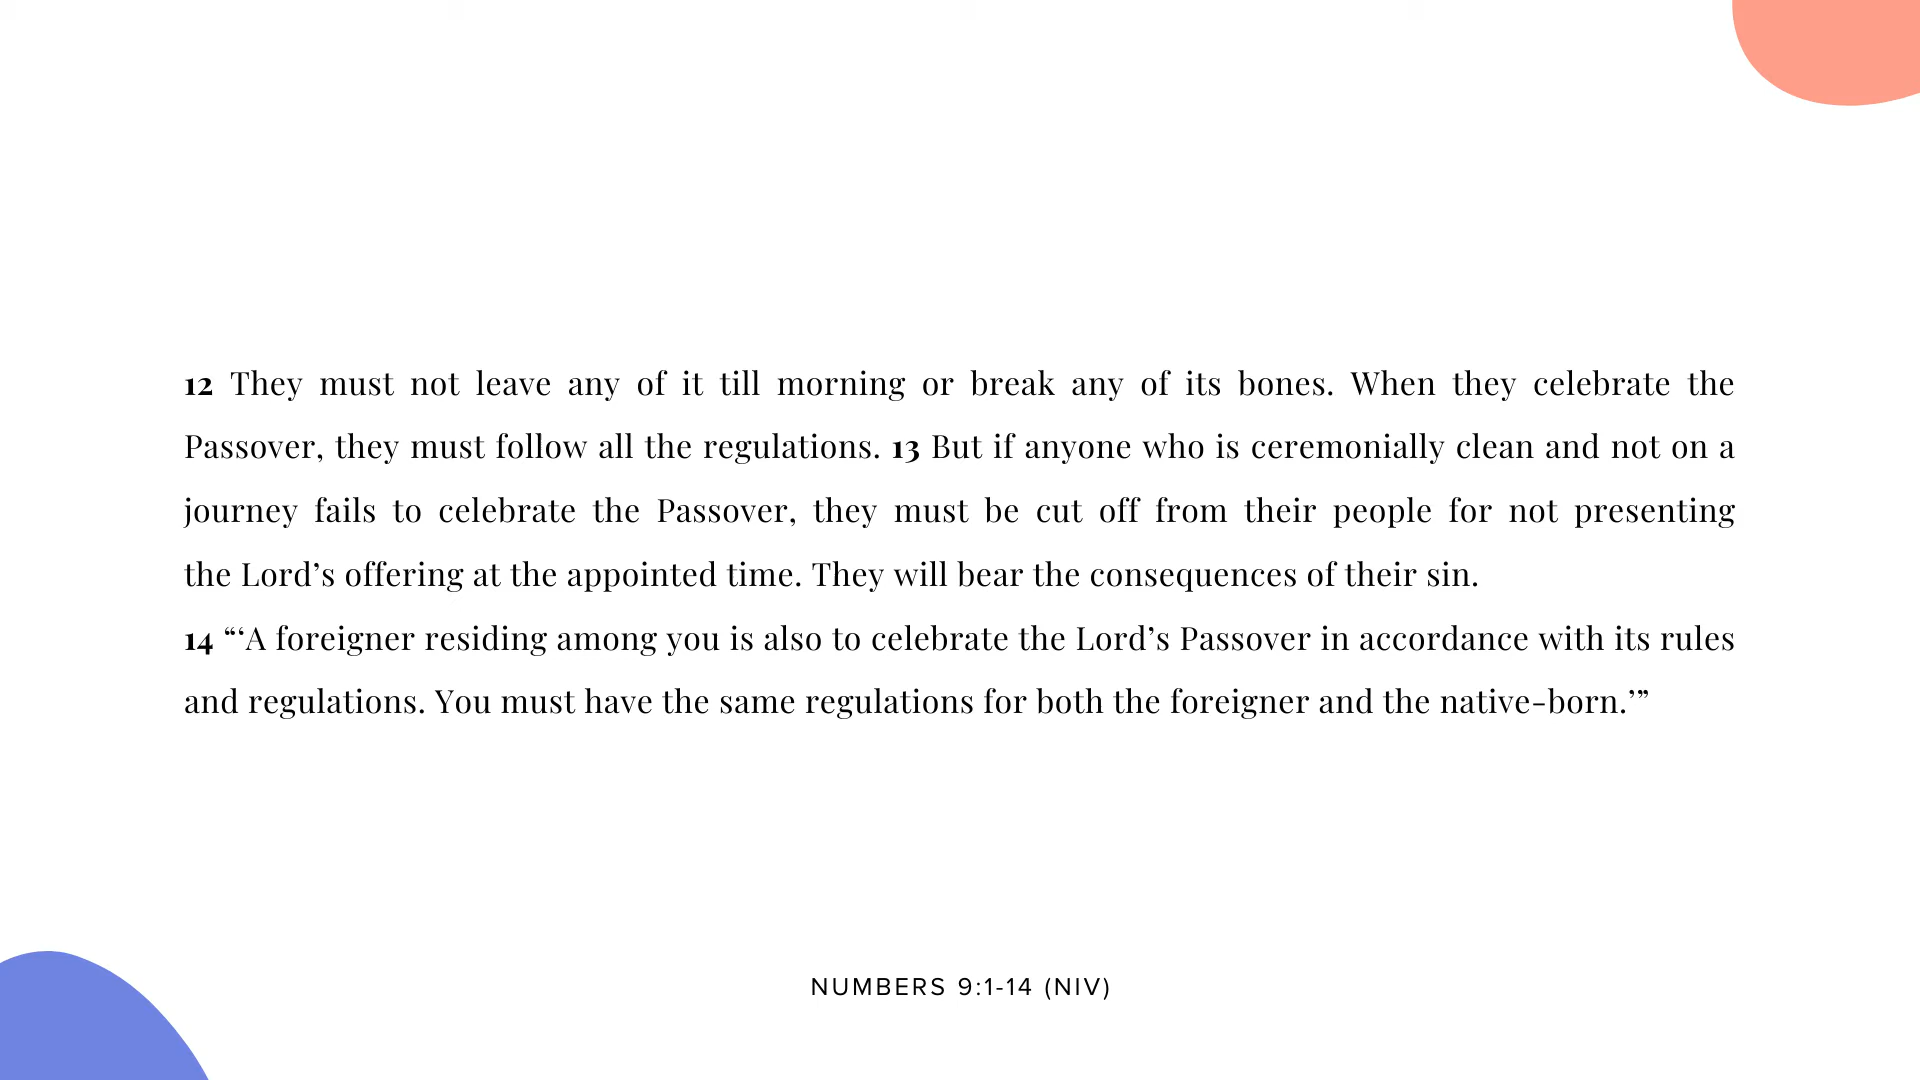 12 They must not leave any of it till morning or break any of its bones. When they celebrate the
Passover, they must follow all the regulations. 13 But if anyone who is ceremonially clean and not on a
journey fails to celebrate the Passover, they must be cut off from their people for not presenting
the Lord’s offering at the appointed time. They will bear the consequences of their sin.
14 “‘A foreigner residing among you is also to celebrate the Lord’s Passover in accordance with its rules
and regulations. You must have the same regulations for both the foreigner and the native-born.’”
NUMBERS 9:1-14 (NIV)